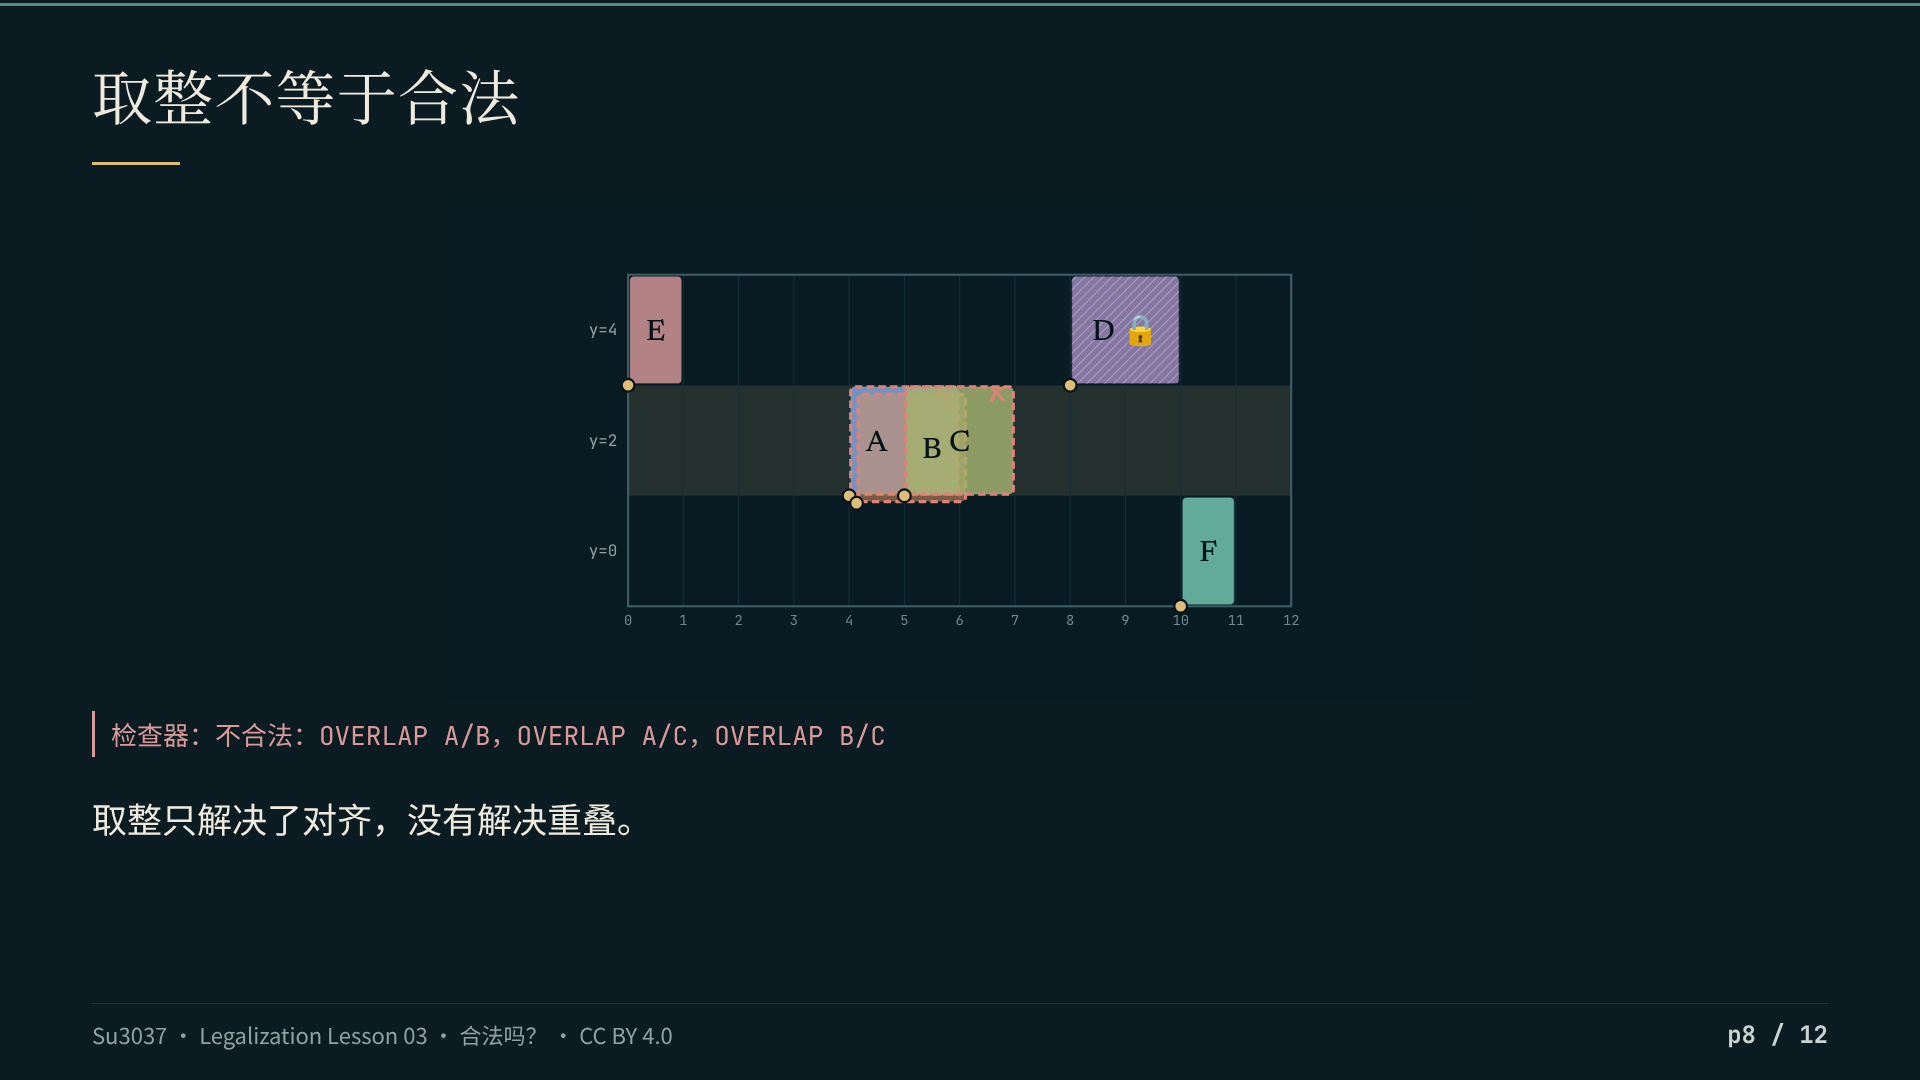 取整不等于合法
E
D 🔒
y=4
A
B
C
y=2
F
y=0
0 1 2 3 4 5 6 7 8 9 10 11 12
检查器：不合法：OVERLAP A/B，OVERLAP A/C，OVERLAP B/C
取整只解决了对齐，没有解决重叠。
Su3037 · Legalization Lesson 03 · 合法吗？ · CC BY 4.0
p8 / 12